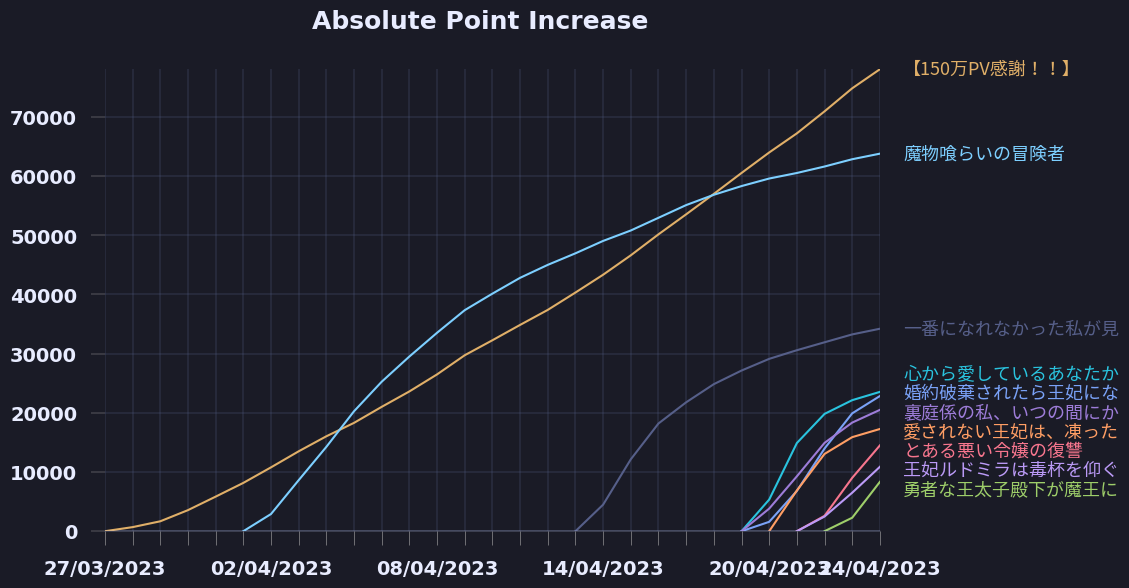 Absolute Point Increase
【150万PV感謝！！】
70000
魔物喰らいの冒険者
60000
50000
40000
一番になれなかった私が見
30000
心から愛しているあなたか
婚約破棄されたら王妃にな
20000
裏庭係の私、いつの間にか
愛されない王妃は、凍った
とある悪い令嬢の復讐
10000
王妃ルドミラは毒杯を仰ぐ
勇者な王太子殿下が魔王に
0
27/03/2023 02/04/2023 08/04/2023 14/04/2023 20/04/2023 24/04/2023